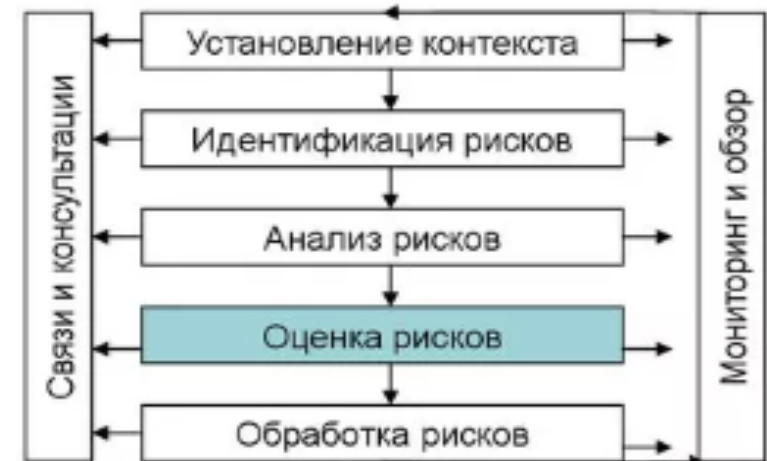 Связи и консультации
Установление контекста
Идентификация рисков
Анализ рисков
Оценка рисков
Обработка рисков
Мониторинг и обзор